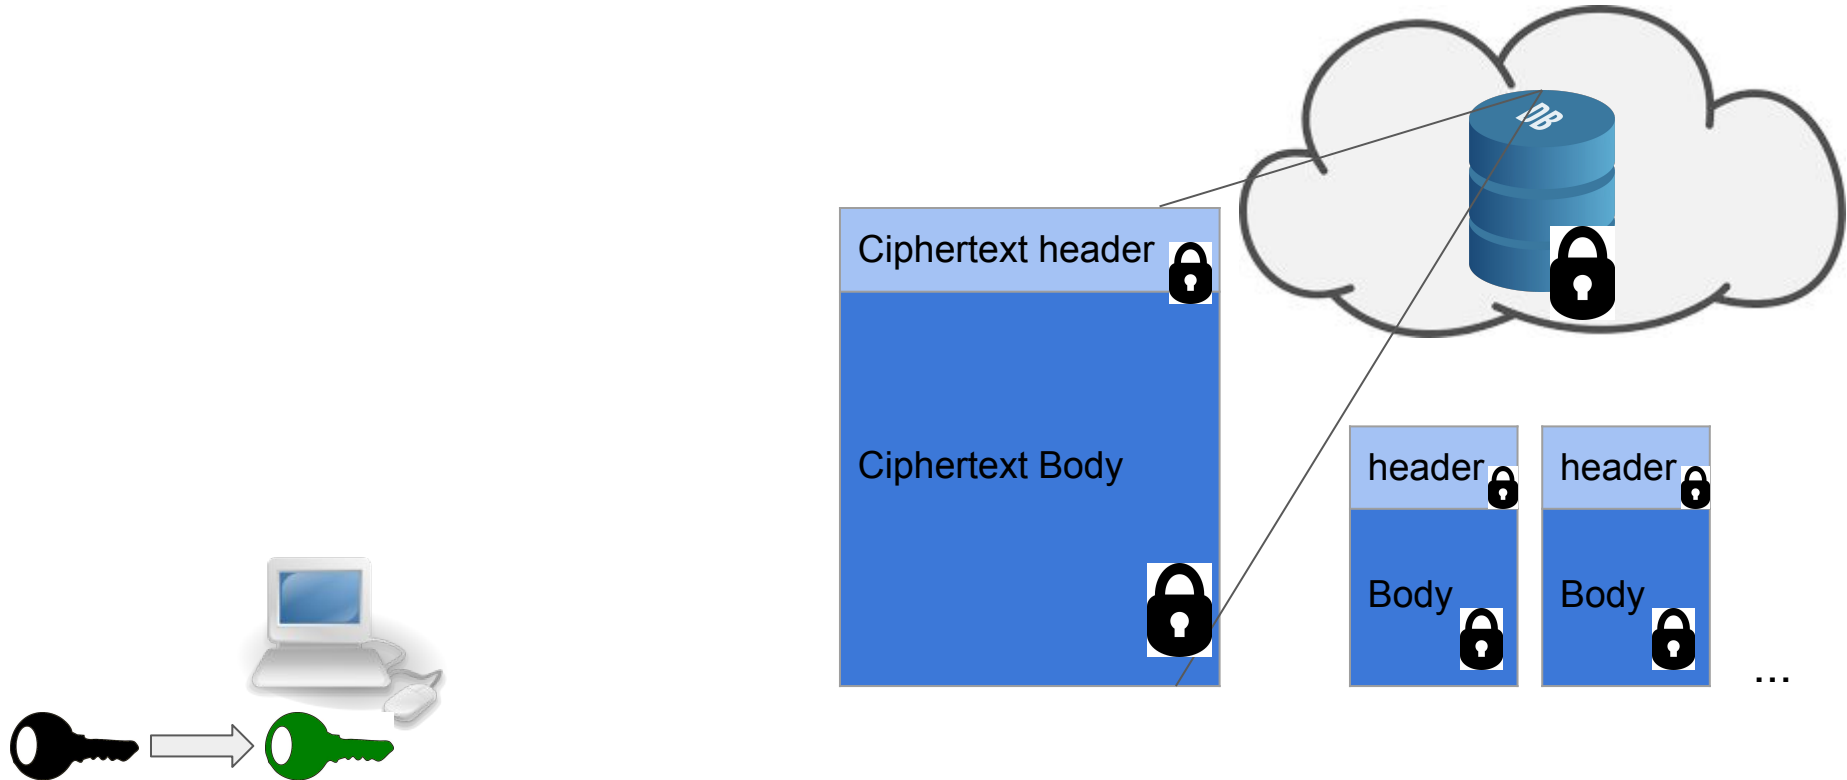 DB
Ciphertext header
Ciphertext Body
header
header
Body
Body
...